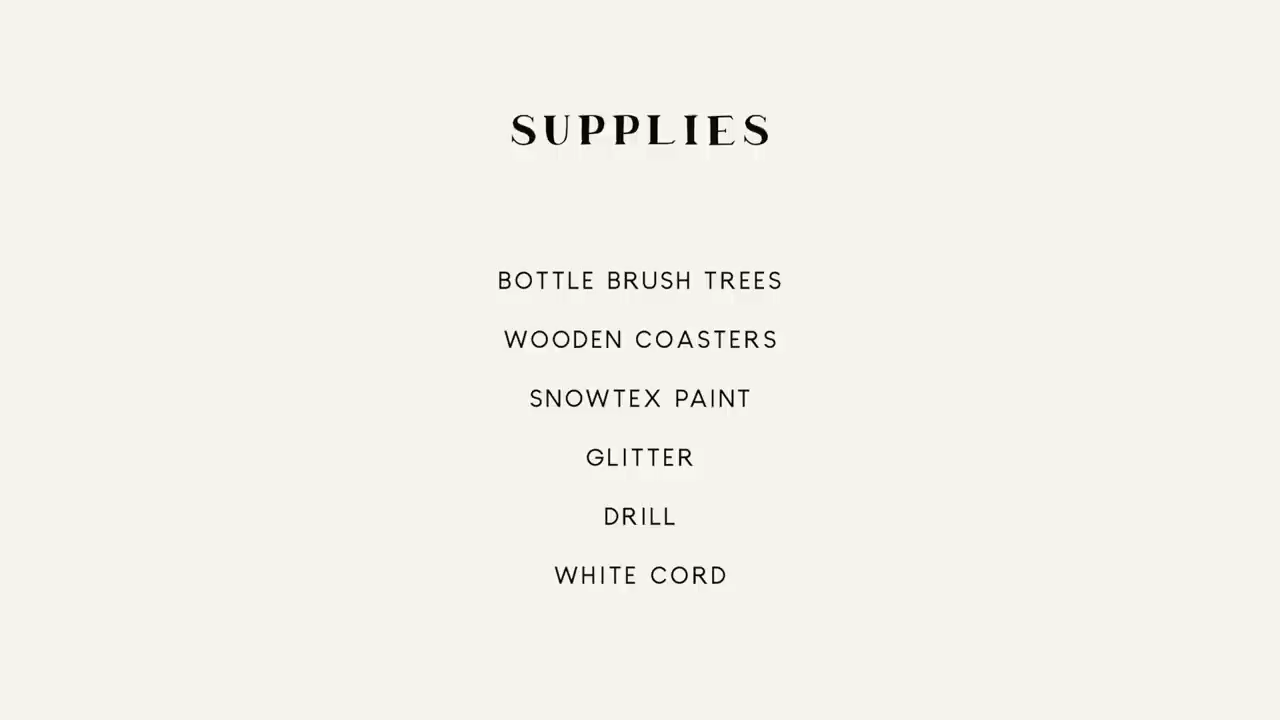 SUPPLIES
BOTTLE BRUSH TREES
WOODEN COASTERS
SNOWTEX PAINT
GLITTER
DRILL
WHITE CORD